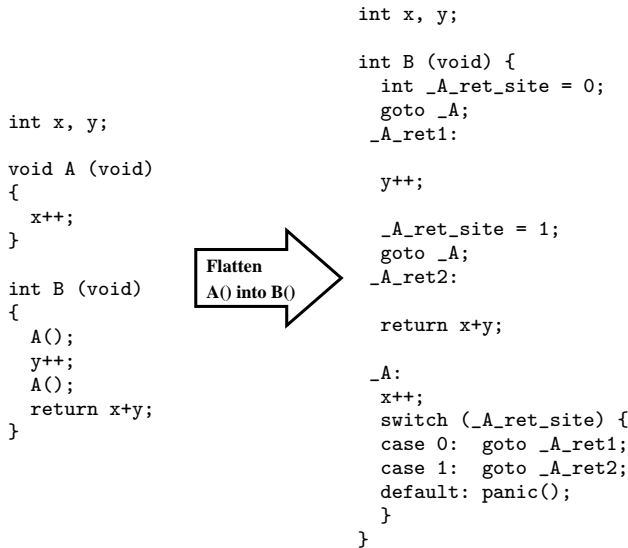 int x, y;
void A (void)
{
x++;
}
int B (void)
{
A();
y++;
A();
return x+y;
}
Flatten
A() into B()
int x, y;
int B (void) {
int _A_ret_site = 0;
goto _A;
_A_ret1:
y++;
_A_ret_site = 1;
goto _A;
_A_ret2:
return x+y;
_A:
x++;
switch (_A_ret_site) {
case 0:  goto _A_ret1;
case 1:  goto _A_ret2;
default: panic();
}
}